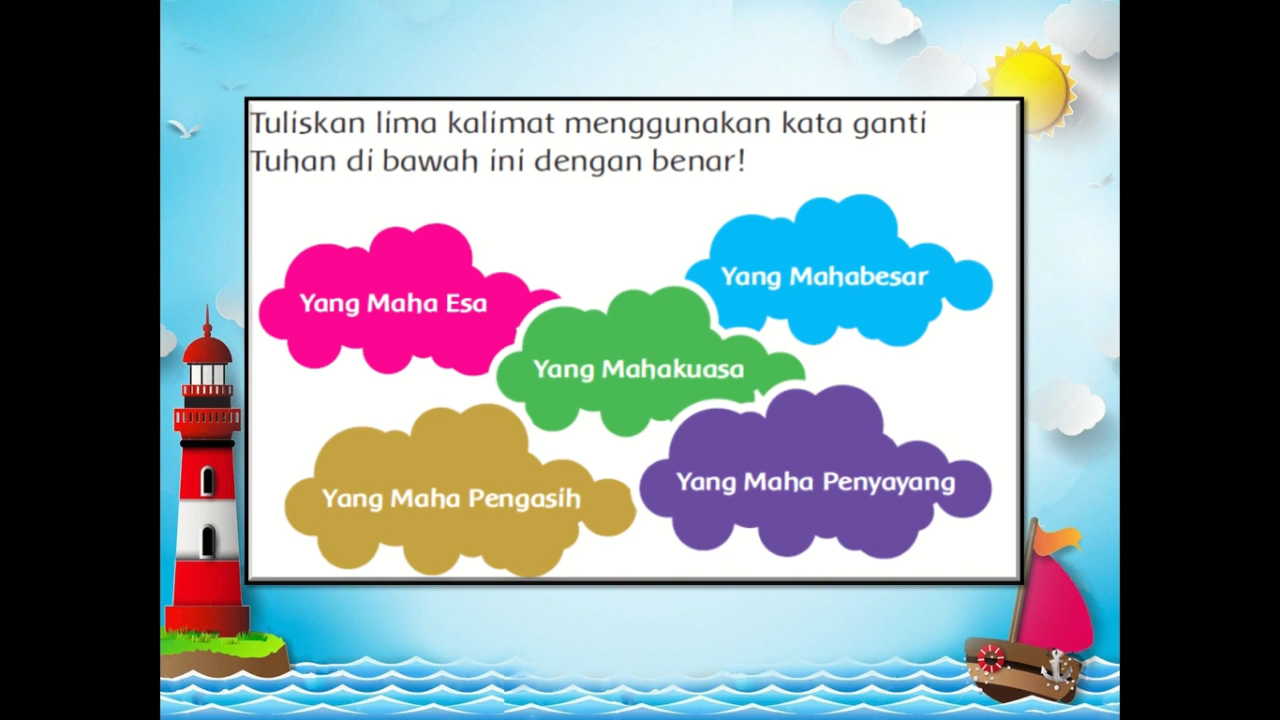 Tuliskan lima kalimat menggunakan kata ganti
Tuhan di bawah ini dengan benar!
Yang Maha Esa
Yang Mahabesar
Yang Mahakuasa
Yang Maha Pengasih
Yang Maha Penyayang